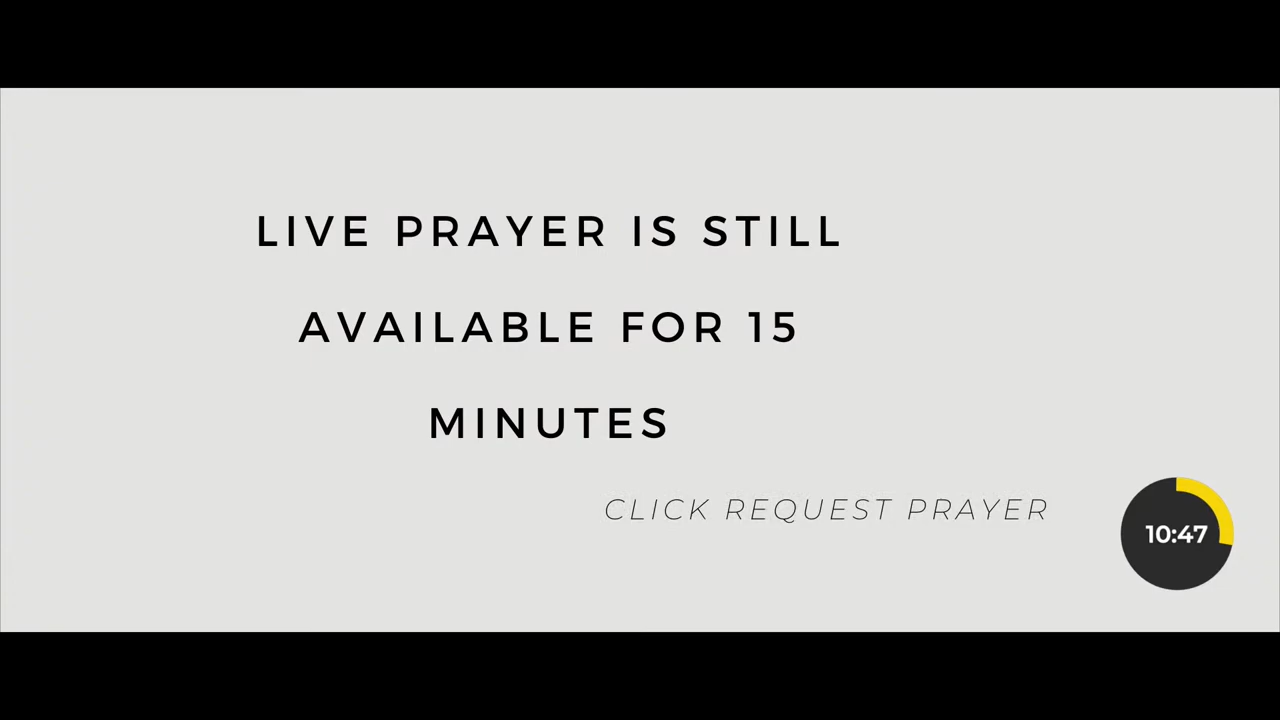 LIVE PRAYER IS STILL
AVAILABLE FOR 15
MINUTES
CLICK REQUEST PRAYER
10:47